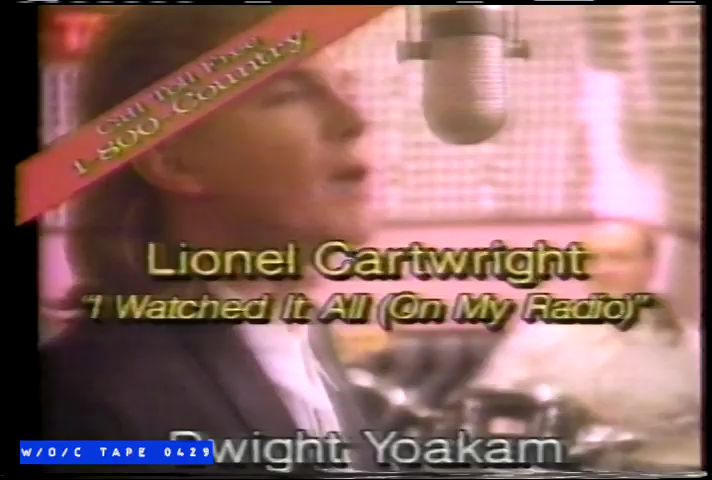 Call Toll Free
1-800-Country
Lionel Cartwright
"I Watched It All (On My Radio)"
Dwight Yoakam
W/O/C TAPE 0429